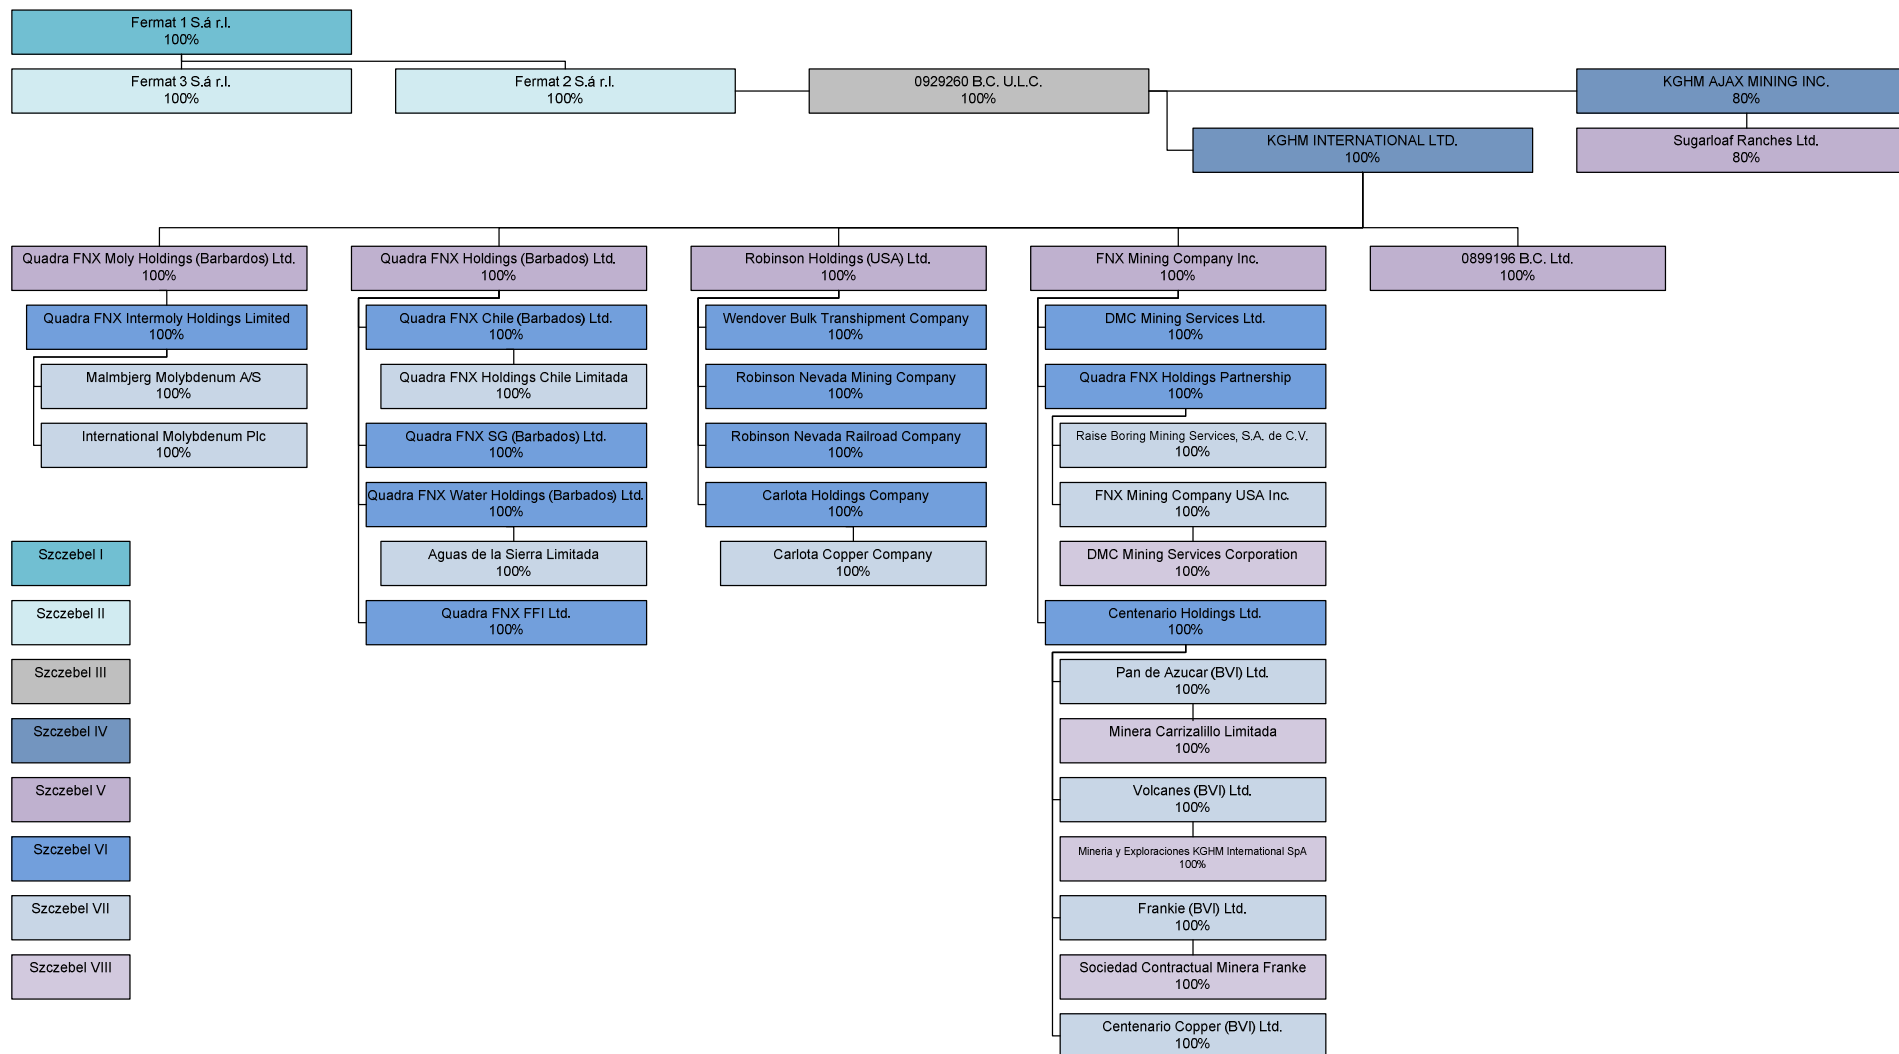 Fermat 1 S.á r.l.
100%
Fermat 3 S.á r.l.
100%
Fermat 2 S.á r.l.
100%
0929260 B.C. U.L.C.
100%
KGHM AJAX MINING INC.
80%
KGHM INTERNATIONAL LTD.
100%
Sugarloaf Ranches Ltd.
80%
Quadra FNX Moly Holdings (Barbardos) Ltd.
100%
Quadra FNX Intermoly Holdings Limited
100%
Malmbjerg Molybdenum A/S
100%
International Molybdenum Plc
100%
Quadra FNX Holdings (Barbados) Ltd.
100%
Quadra FNX Chile (Barbados) Ltd.
100%
Quadra FNX Holdings Chile Limitada
100%
Quadra FNX SG (Barbados) Ltd.
100%
Quadra FNX Water Holdings (Barbados) Ltd.
100%
Aguas de la Sierra Limitada
100%
Quadra FNX FFI Ltd.
100%
Robinson Holdings (USA) Ltd.
100%
Wendover Bulk Transhipment Company
100%
Robinson Nevada Mining Company
100%
Robinson Nevada Railroad Company
100%
Carlota Holdings Company
100%
Carlota Copper Company
100%
FNX Mining Company Inc.
100%
DMC Mining Services Ltd.
100%
Quadra FNX Holdings Partnership
100%
Raise Boring Mining Services, S.A. de C.V.
100%
FNX Mining Company USA Inc.
100%
DMC Mining Services Corporation
100%
Centenario Holdings Ltd.
100%
Pan de Azucar (BVI) Ltd.
100%
Minera Carrizalillo Limitada
100%
Volcanes (BVI) Ltd.
100%
Mineria y Exploraciones KGHM International SpA
100%
Frankie (BVI) Ltd.
100%
Sociedad Contractual Minera Franke
100%
Centenario Copper (BVI) Ltd.
100%
0899196 B.C. Ltd.
100%
Szczebel I
Szczebel II
Szczebel III
Szczebel IV
Szczebel V
Szczebel VI
Szczebel VII
Szczebel VIII